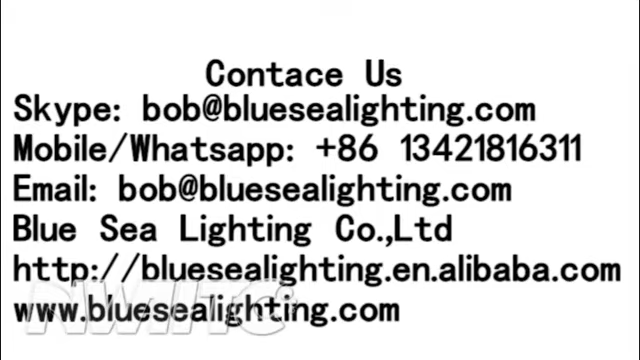 Contace Us
Skype: bob@bluesealighting.com
Mobile/Whatsapp: +86 13421816311
Email: bob@bluesealighting.com
Blue Sea Lighting Co.,Ltd
http://bluesealighting.en.alibaba.com
www.bluesealighting.com